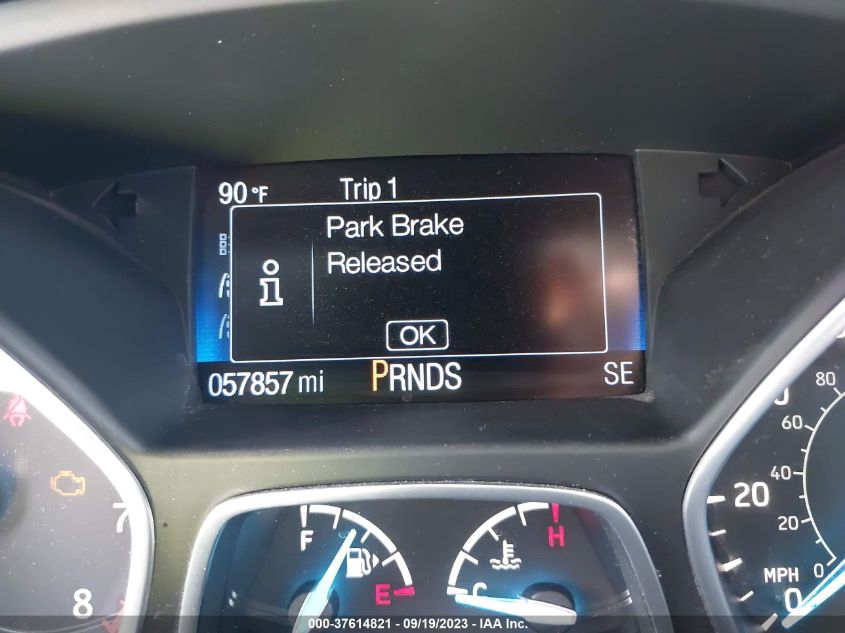 90 °F Trip 1
Park Brake
Released
OK
057857 mi PRNDS SE
80
60
7 F H 20 40
E C 20
8 MPH 0 0
000-37614821 - 09/19/2023 - IAA Inc.